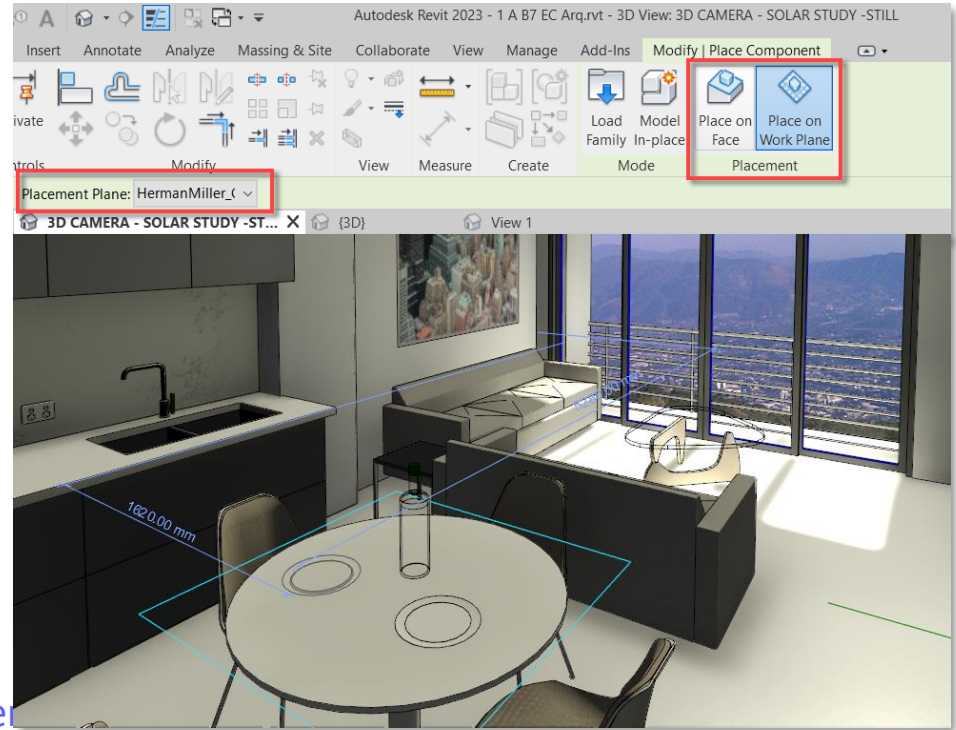 Autodesk Revit 2023 - 1 A B7 EC Arq.rvt - 3D View: 3D CAMERA - SOLAR STUDY -STILL
Insert Annotate Analyze Massing & Site Collaborate View Manage Add-Ins Modify | Place Component
ivate
Load Family
Model In-place
Place on Face
Place on Work Plane
ntrols Modify View Measure Create Mode Placement
Placement Plane: HermanMiller_
3D CAMERA - SOLAR STUDY -ST... X {3D} View 1
1620.00 mm
er